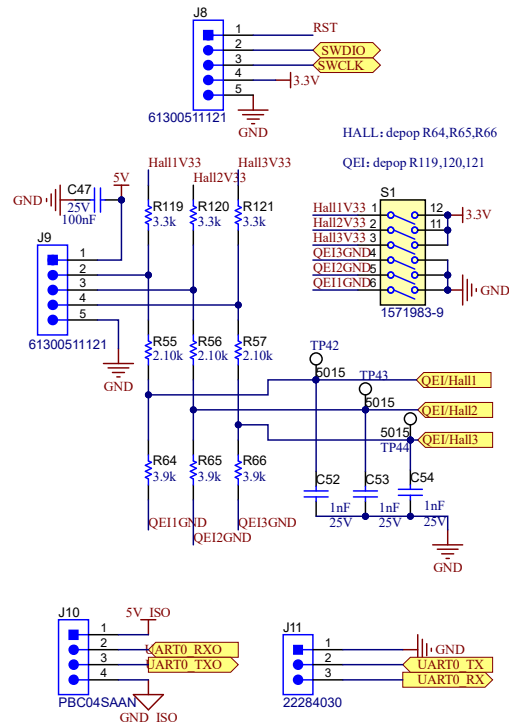 J8
1 RST
2 SWDIO
3 SWCLK
4 3.3V
5
61300511121
GND
HALL: depop R64,R65,R66
QEI: depop R119,120,121
Hall1V33
Hall2V33
Hall3V33
C47
5V
GND
25V
100nF
R119
3.3k
R120
3.3k
R121
3.3k
S1
Hall1V33 1 12 3.3V
Hall2V33 2 11
Hall3V33 3
QEI3GND 4
QEI2GND 5 GND
QEI1GND 6
1571983-9
J9
1
2
3
4
5
61300511121
GND
R55
2.10k
R56
2.10k
R57
2.10k
TP42
5015
QEI/Hall1
TP43
5015
QEI/Hall2
5015
QEI/Hall3
TP44
R64
3.9k
R65
3.9k
R66
3.9k
C52
1nF
25V
C53
1nF
25V
C54
1nF
25V
GND
QEI1GND
QEI2GND
QEI3GND
J10
5V_ISO
1
2 UART0_RXO
3 UART0_TXO
4
PBC04SAAN
GND_ISO
J11
1 GND
2 UART0_TX
3 UART0_RX
22284030